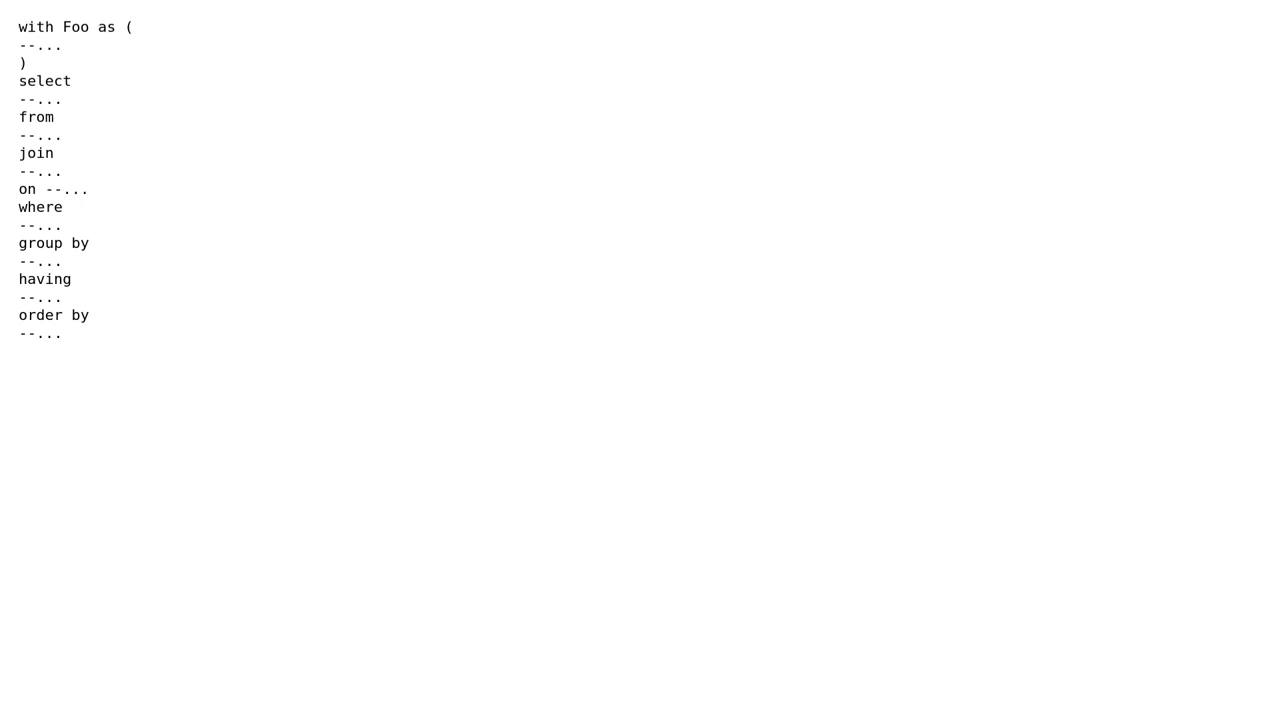 with Foo as (
--...
)
select
--...
from
--...
join
--...
on --...
where
--...
group by
--...
having
--...
order by
--...